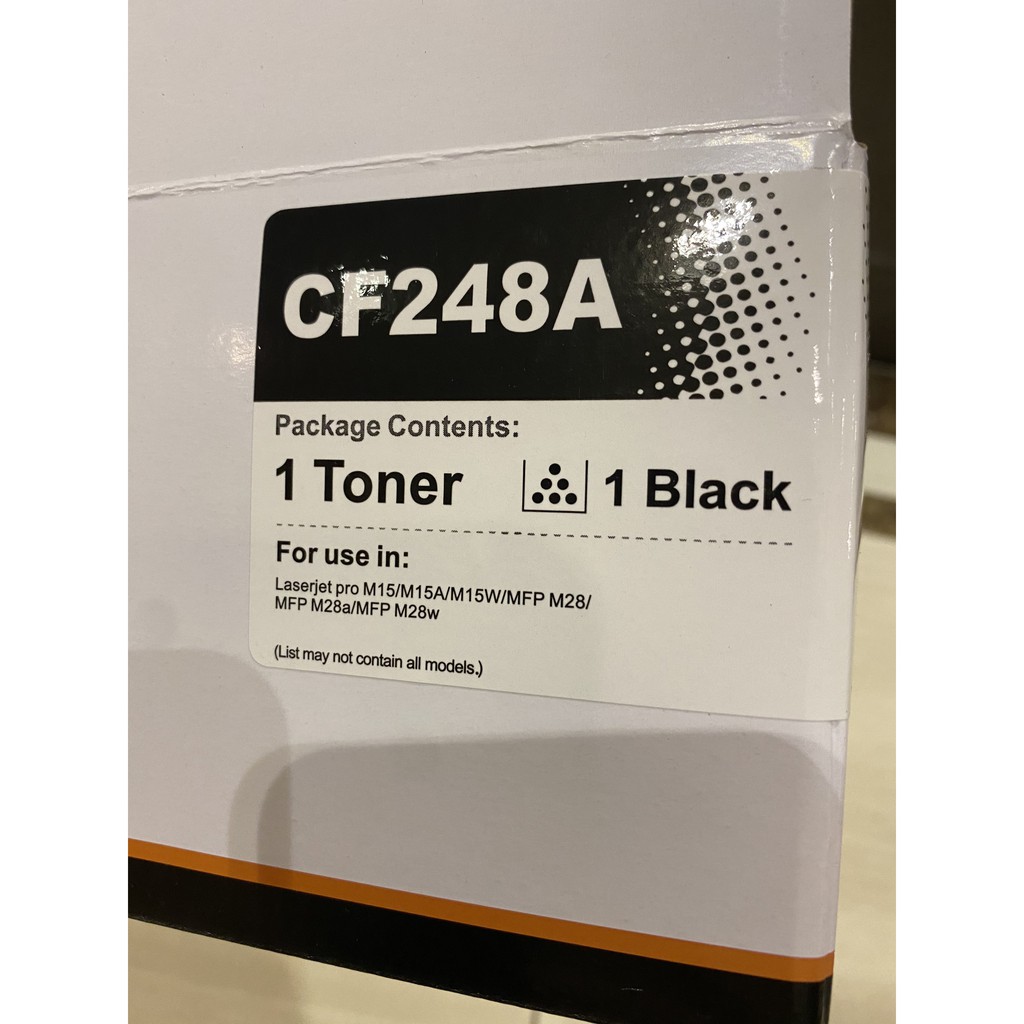 CF248A
Package Contents:
1 Toner 1 Black
For use in:
Laserjet pro M15/M15A/M15W/MFP M28/
MFP M28a/MFP M28w
(List may not contain all models.)